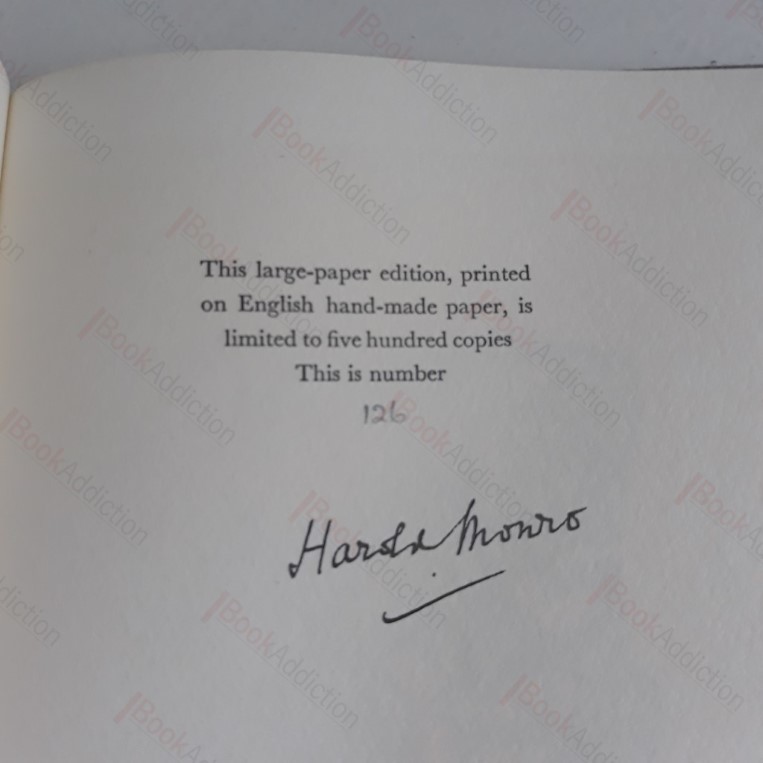 This large-paper edition, printed
on English hand-made paper, is
limited to five hundred copies
This is number
126
Harold Monro
BookAddiction